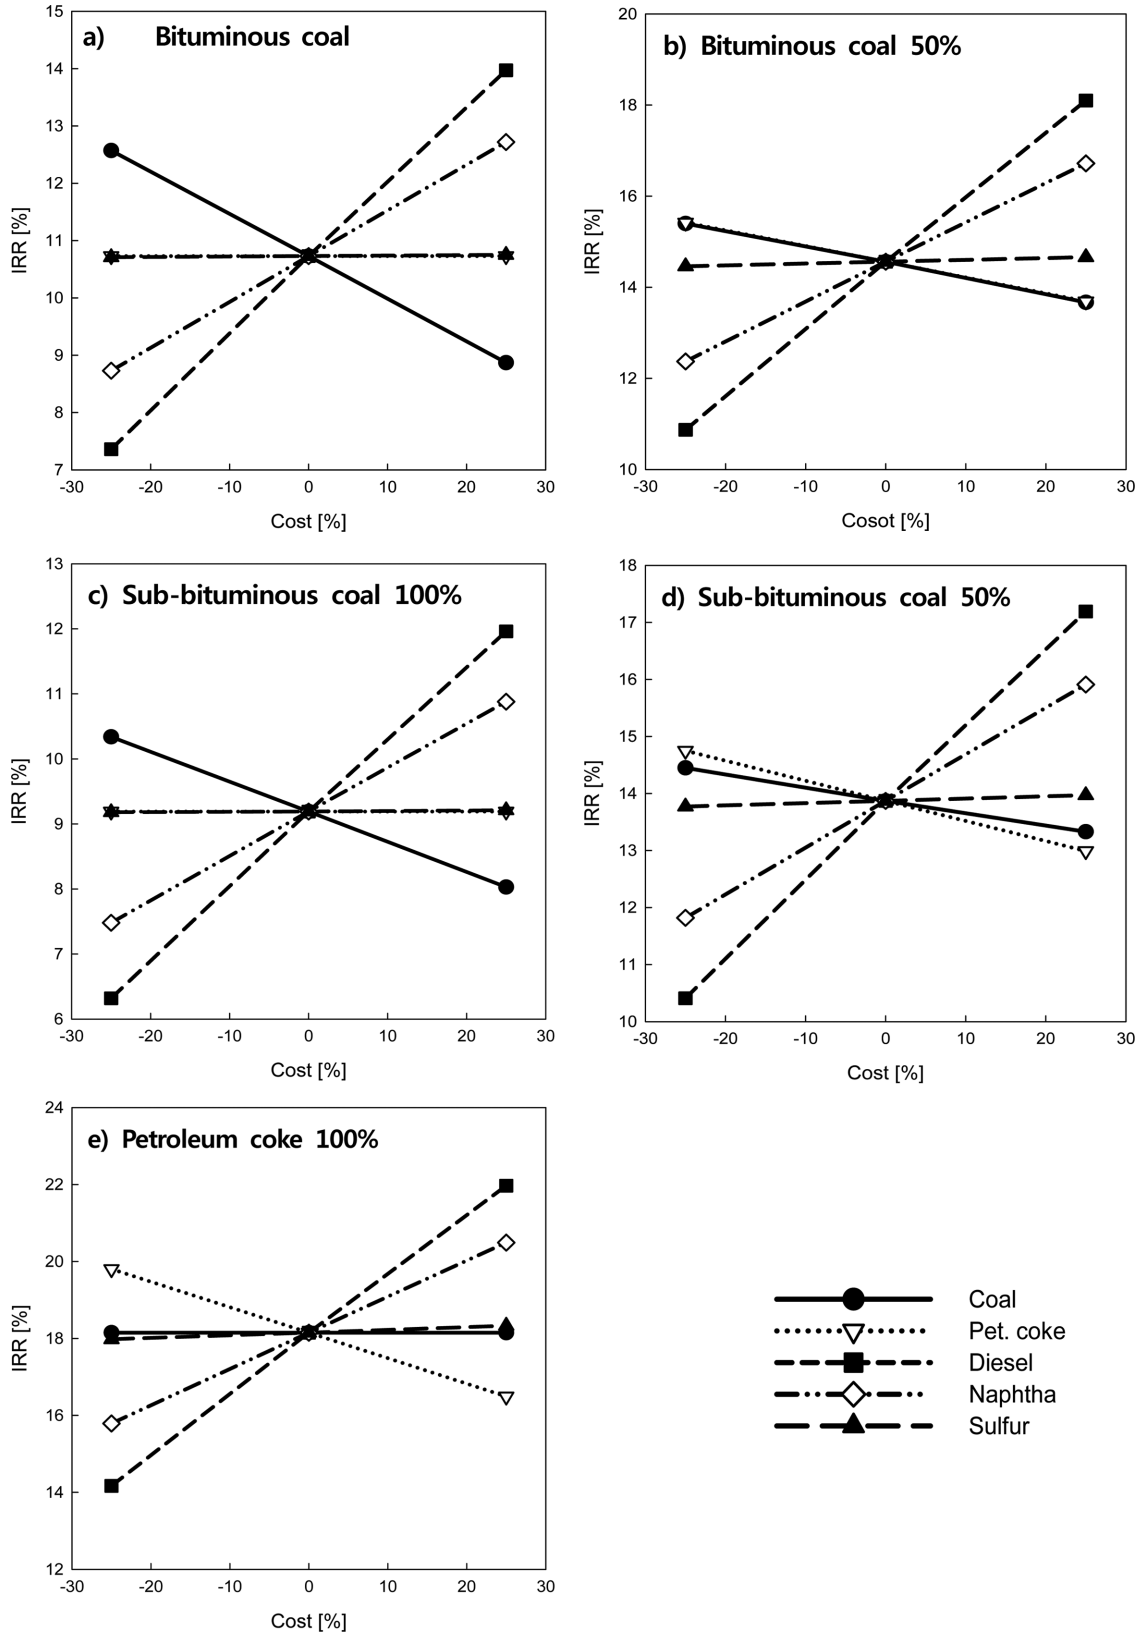 a) Bituminous coal
15
14
13
12
11
10
9
8
7
IRR [%]
-30 -20 -10 0 10 20 30
Cost [%]
b) Bituminous coal 50%
20
18
16
14
12
10
IRR [%]
-30 -20 -10 0 10 20 30
Cosot [%]
c) Sub-bituminous coal 100%
13
12
11
10
9
8
7
6
IRR [%]
-30 -20 -10 0 10 20 30
Cost [%]
d) Sub-bituminous coal 50%
18
17
16
15
14
13
12
11
10
IRR [%]
-30 -20 -10 0 10 20 30
Cost [%]
e) Petroleum coke 100%
24
22
20
18
16
14
12
IRR [%]
-30 -20 -10 0 10 20 30
Cost [%]
Coal
Pet. coke
Diesel
Naphtha
Sulfur